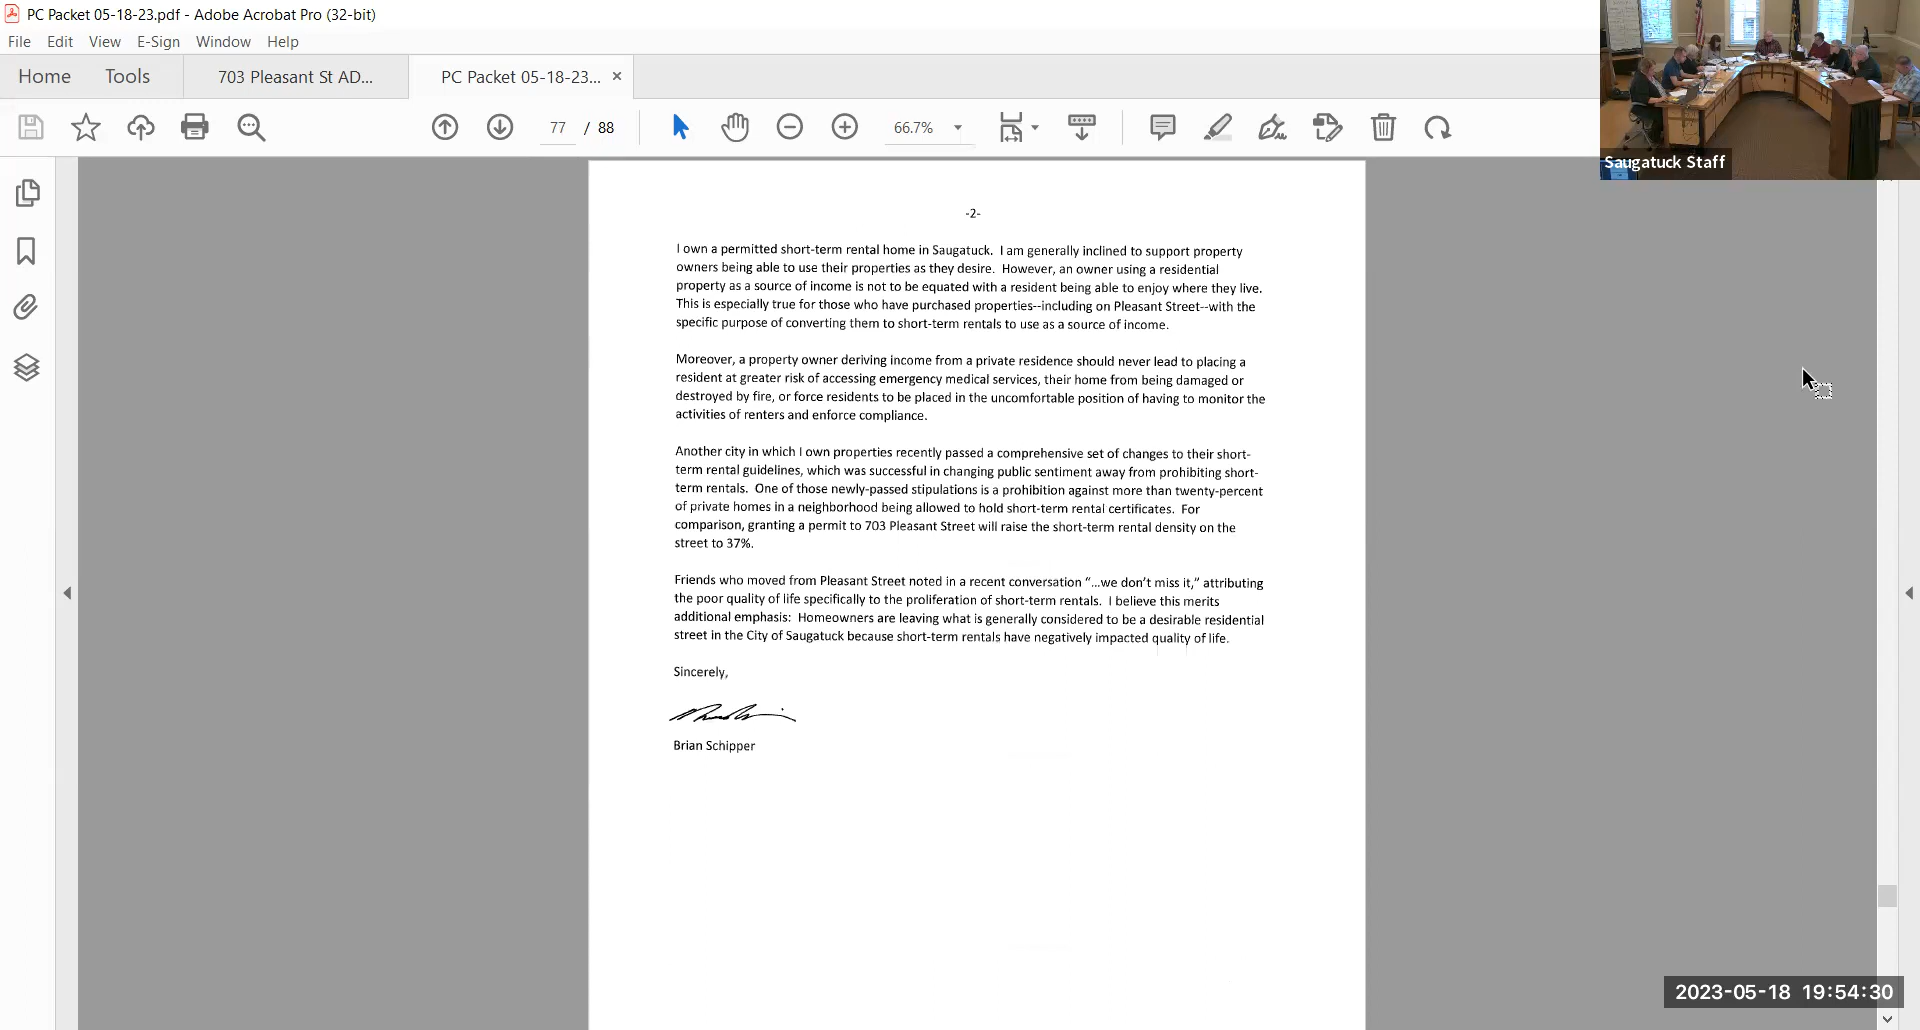 PC Packet 05-18-23.pdf - Adobe Acrobat Pro (32-bit)
File Edit View E-Sign Window Help
Home Tools 703 Pleasant St AD... PC Packet 05-18-23... ×
77 / 88 66.7%
Saugatuck Staff
-2-
I own a permitted short-term rental home in Saugatuck. I am generally inclined to support property
owners being able to use their properties as they desire. However, an owner using a residential
property as a source of income is not to be equated with a resident being able to enjoy where they live.
This is especially true for those who have purchased properties--including on Pleasant Street--with the
specific purpose of converting them to short-term rentals to use as a source of income.
Moreover, a property owner deriving income from a private residence should never lead to placing a
resident at greater risk of accessing emergency medical services, their home from being damaged or
destroyed by fire, or force residents to be placed in the uncomfortable position of having to monitor the
activities of renters and enforce compliance.
Another city in which I own properties recently passed a comprehensive set of changes to their short-
term rental guidelines, which was successful in changing public sentiment away from prohibiting short-
term rentals. One of those newly-passed stipulations is a prohibition against more than twenty-percent
of private homes in a neighborhood being allowed to hold short-term rental certificates. For
comparison, granting a permit to 703 Pleasant Street will raise the short-term rental density on the
street to 37%.
Friends who moved from Pleasant Street noted in a recent conversation “...we don’t miss it,” attributing
the poor quality of life specifically to the proliferation of short-term rentals. I believe this merits
additional emphasis: Homeowners are leaving what is generally considered to be a desirable residential
street in the City of Saugatuck because short-term rentals have negatively impacted quality of life.
Sincerely,
Brian Schipper
2023-05-18 19:54:30